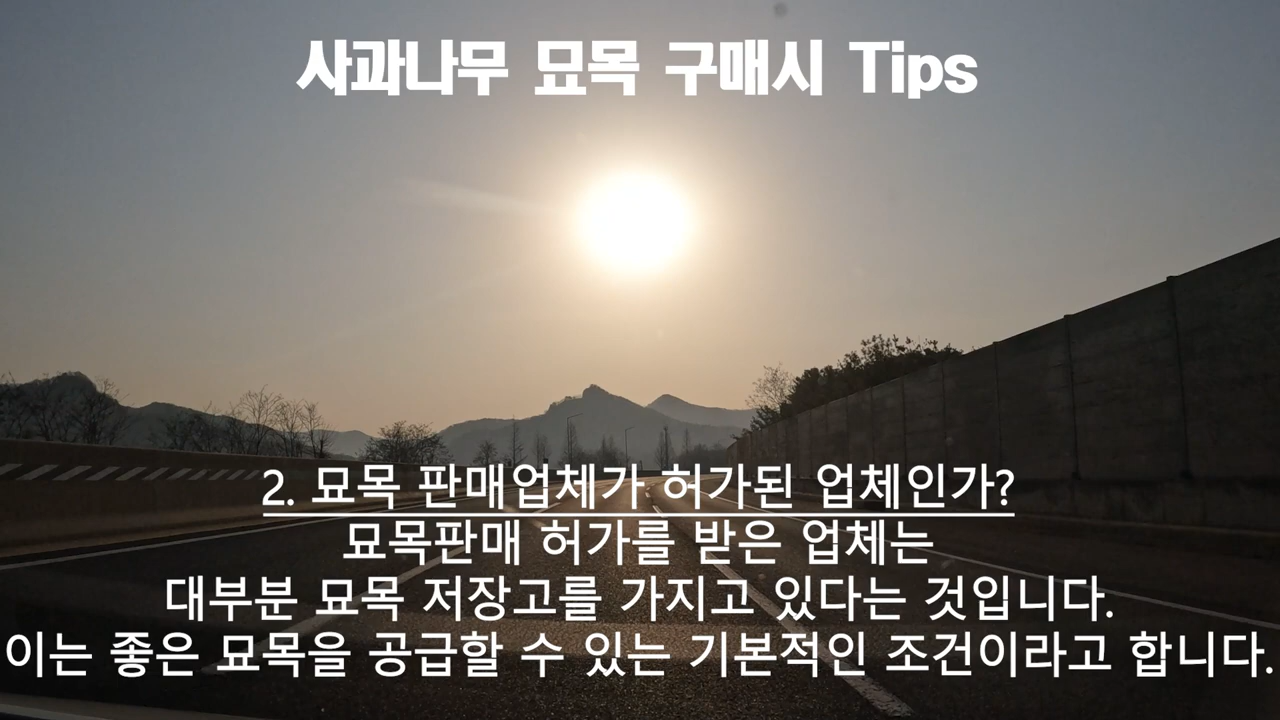 사과나무 묘목 구매시 Tips
2. 묘목 판매업체가 허가된 업체인가?
묘목판매 허가를 받은 업체는
대부분 묘목 저장고를 가지고 있다는 것입니다.
이는 좋은 묘목을 공급할 수 있는 기본적인 조건이라고 합니다.